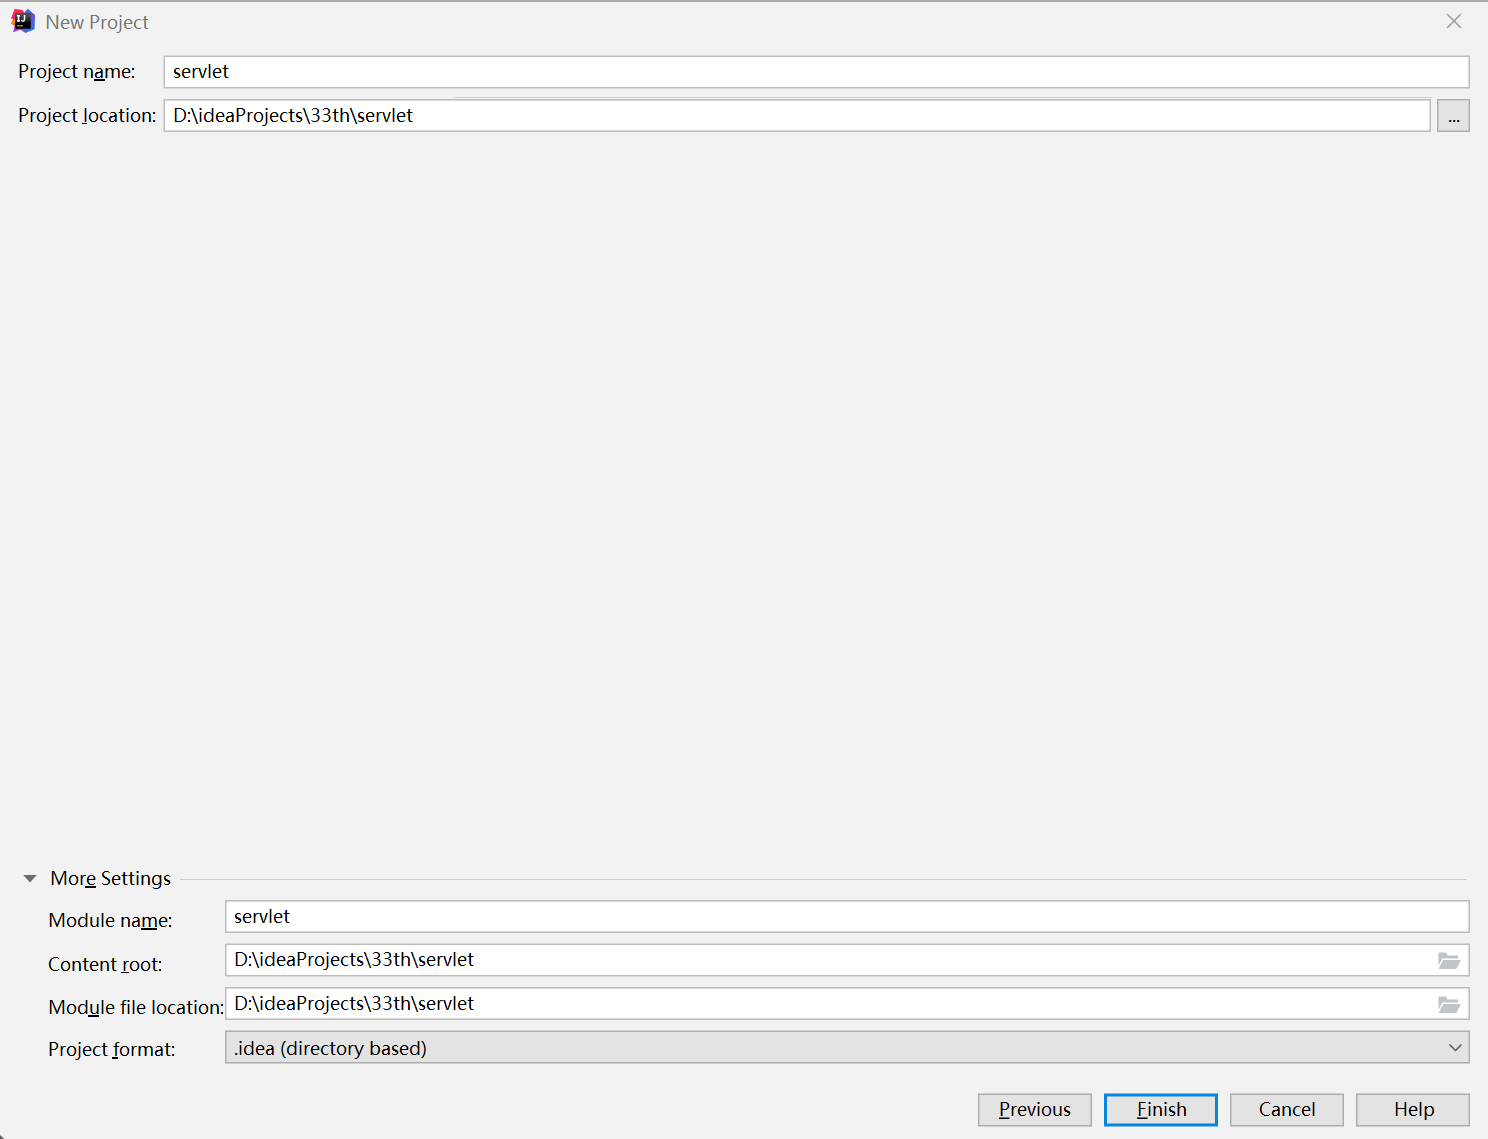 New Project
Project name: servlet
Project location: D:\ideaProjects\33th\servlet ...
More Settings
Module name: servlet
Content root: D:\ideaProjects\33th\servlet
Module file location: D:\ideaProjects\33th\servlet
Project format: .idea (directory based)
Previous Finish Cancel Help